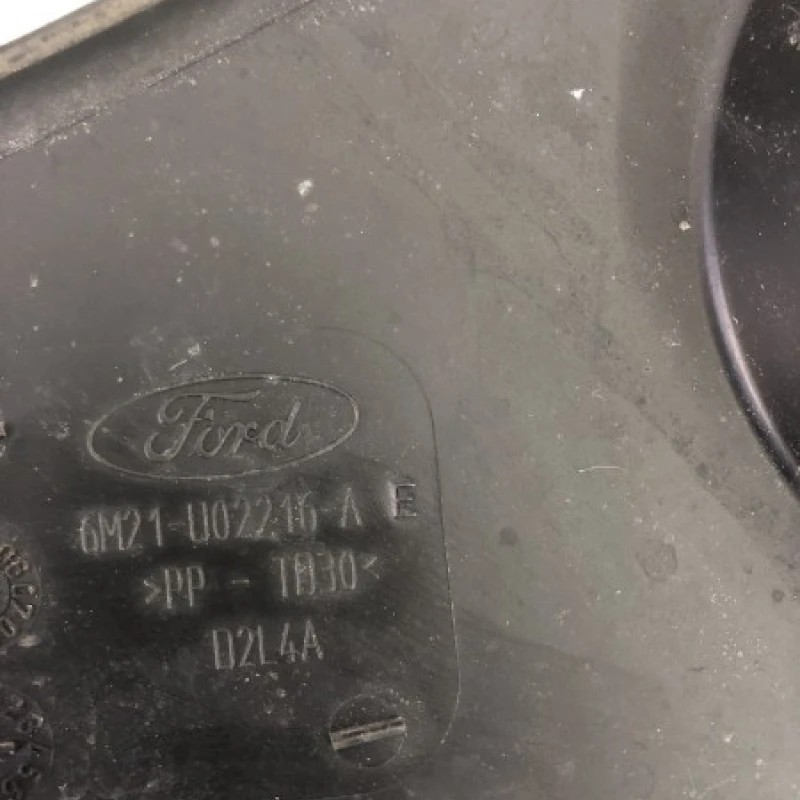 Ford
6M21-U02216-A E
>PP - TD30<
D2L4A